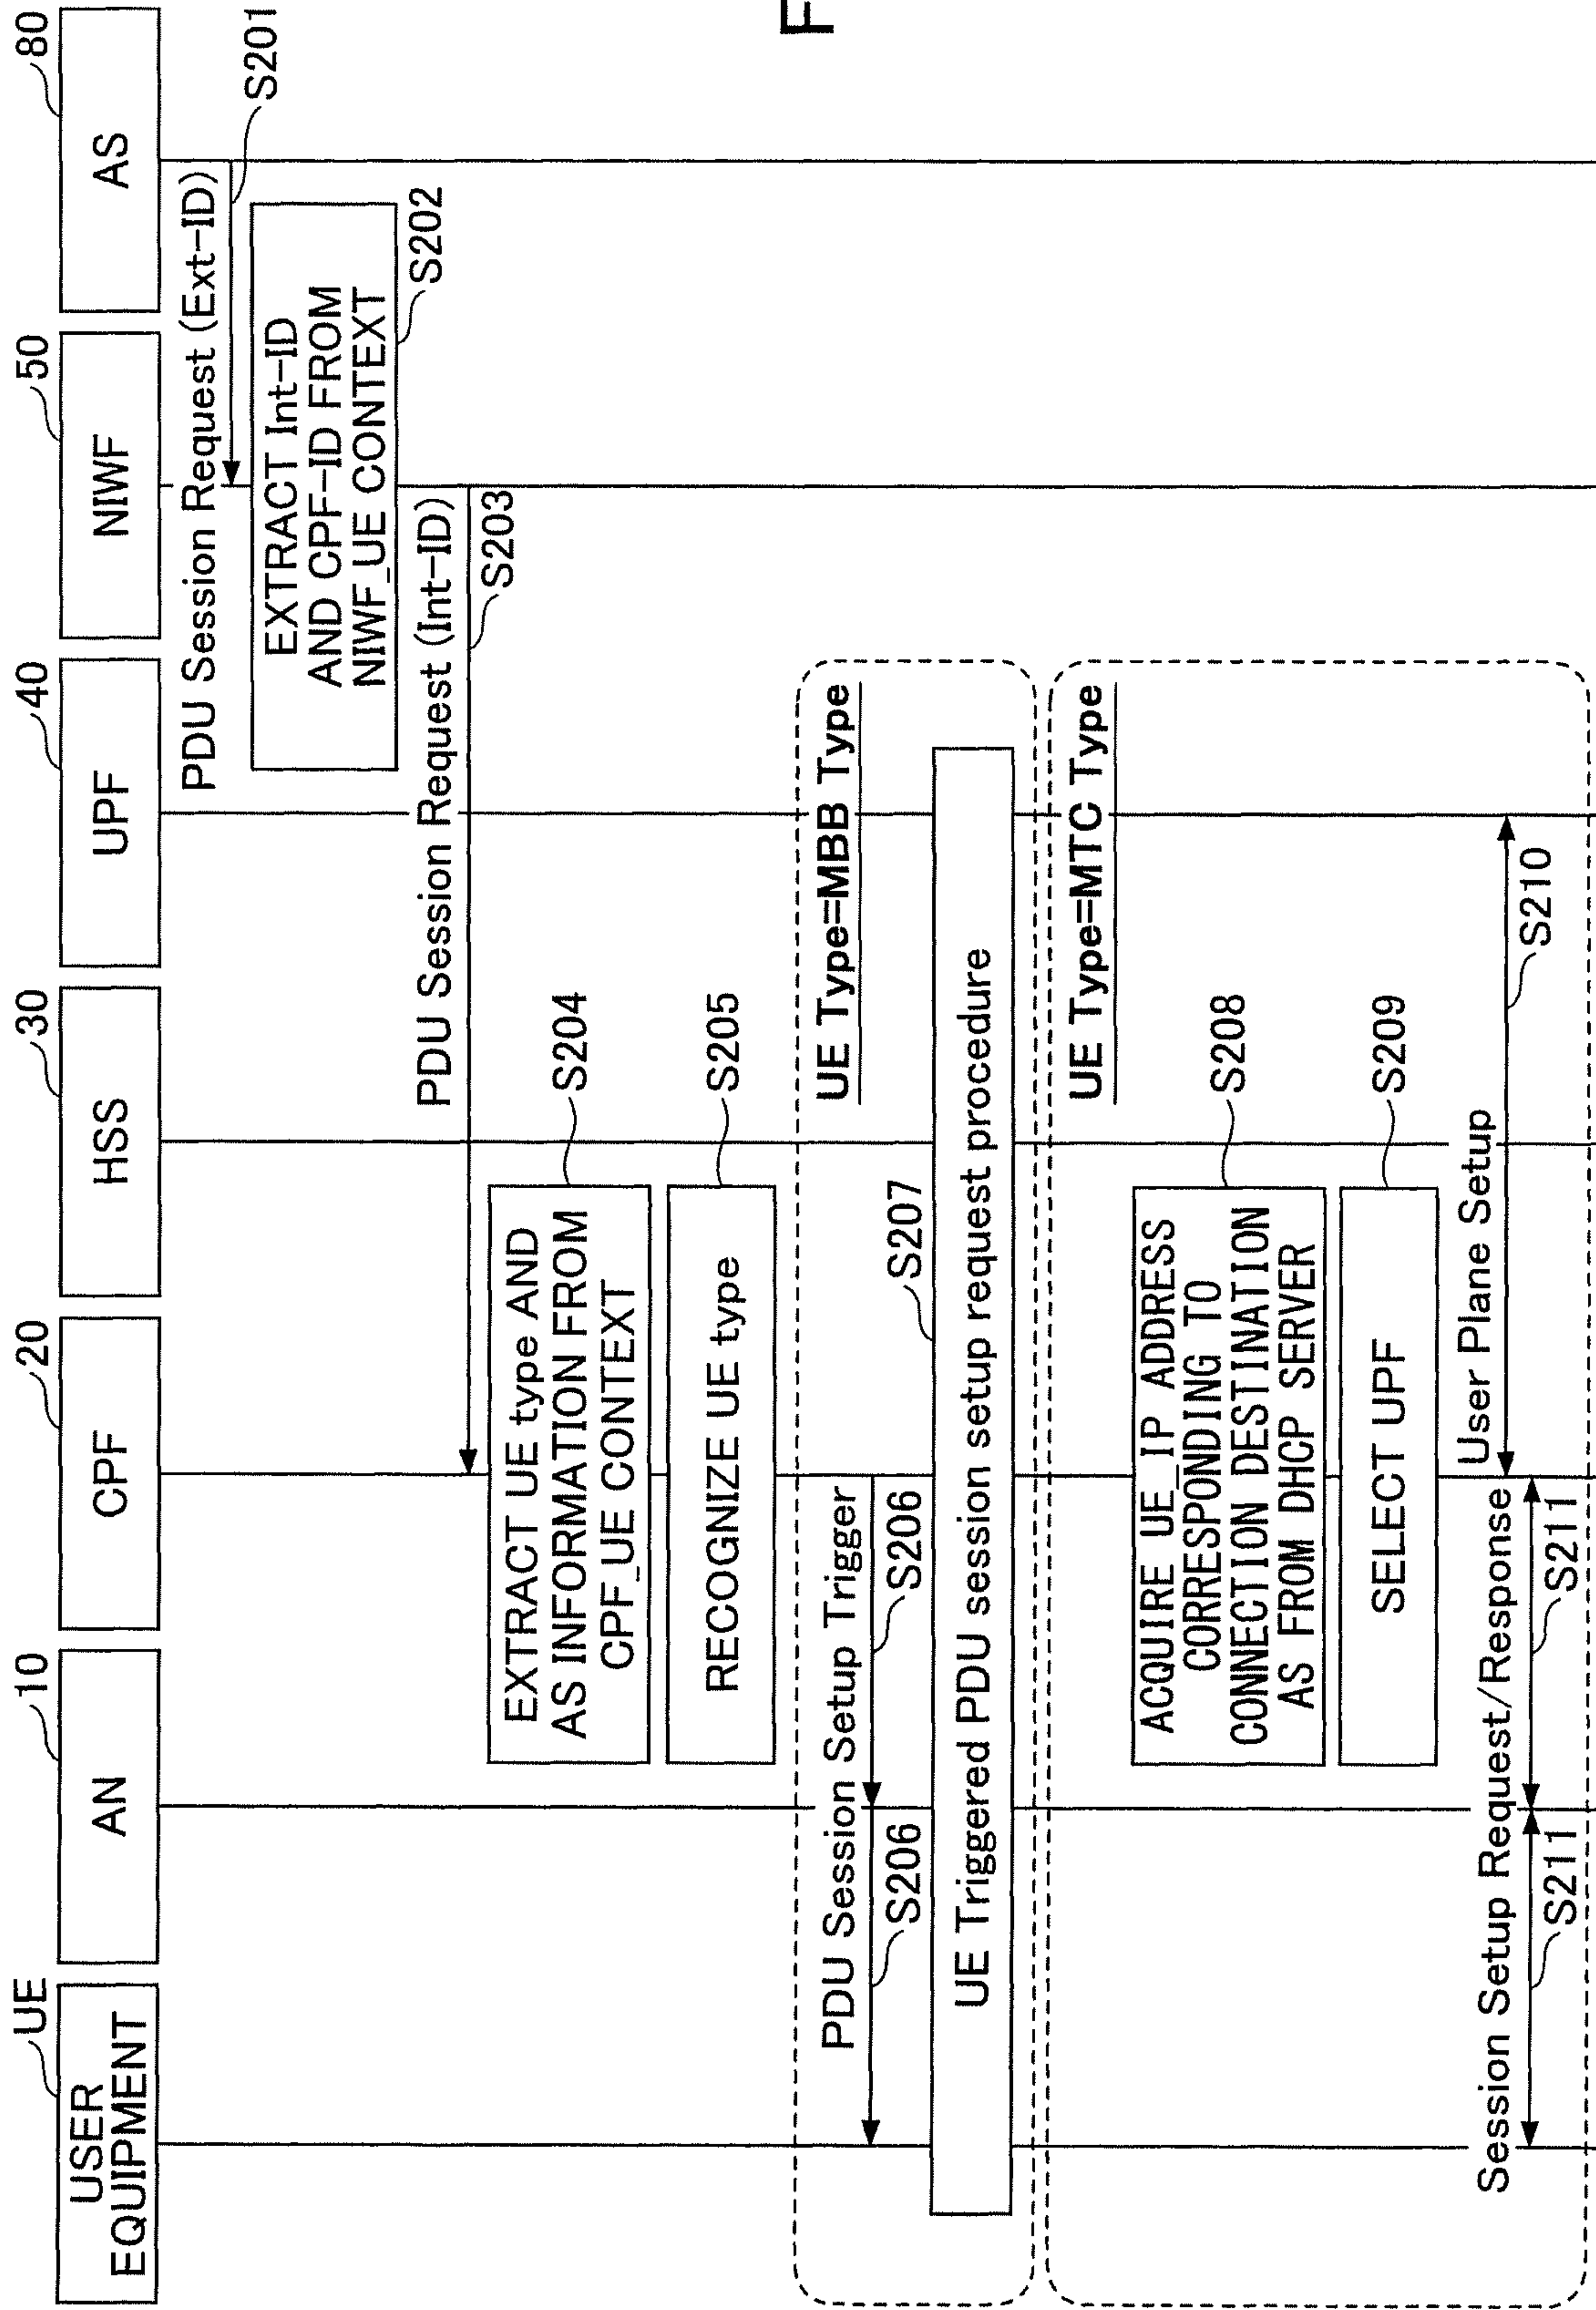 UE
10
20
30
40
50
80
USER
EQUIPMENT
AN
CPF
HSS
UPF
NIWF
AS
PDU Session Request (Ext-ID)
S201
EXTRACT Int-ID
AND CPF-ID FROM
NIWF_UE CONTEXT
S202
PDU Session Request (Int-ID)
S203
EXTRACT UE type AND
AS INFORMATION FROM
CPF_UE CONTEXT
S204
RECOGNIZE UE type
S205
UE Type=MBB Type
PDU Session Setup Trigger
S206
S206
S207
UE Triggered PDU session setup request procedure
UE Type=MTC Type
ACQUIRE UE_IP ADDRESS
CORRESPONDING TO
CONNECTION DESTINATION
AS FROM DHCP SERVER
S208
SELECT UPF
S209
User Plane Setup
S210
Session Setup Request/Response
S211
S211